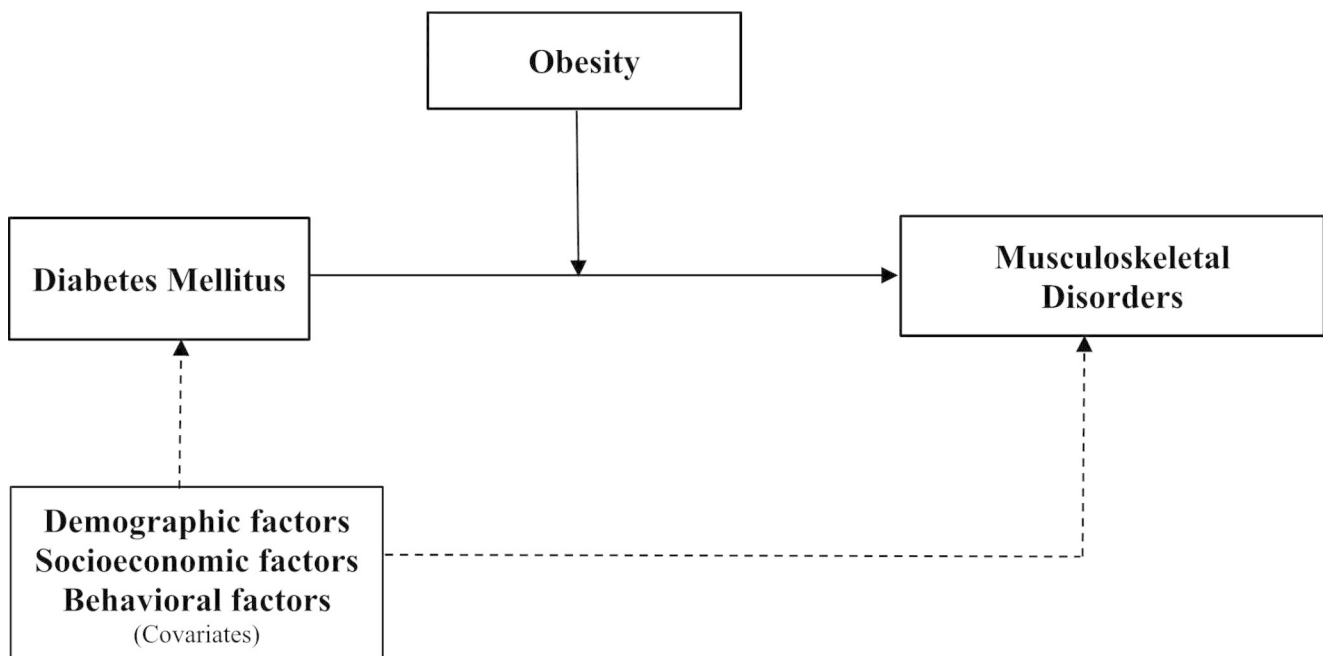 Obesity
Diabetes Mellitus
Musculoskeletal
Disorders
Demographic factors
Socioeconomic factors
Behavioral factors
(Covariates)